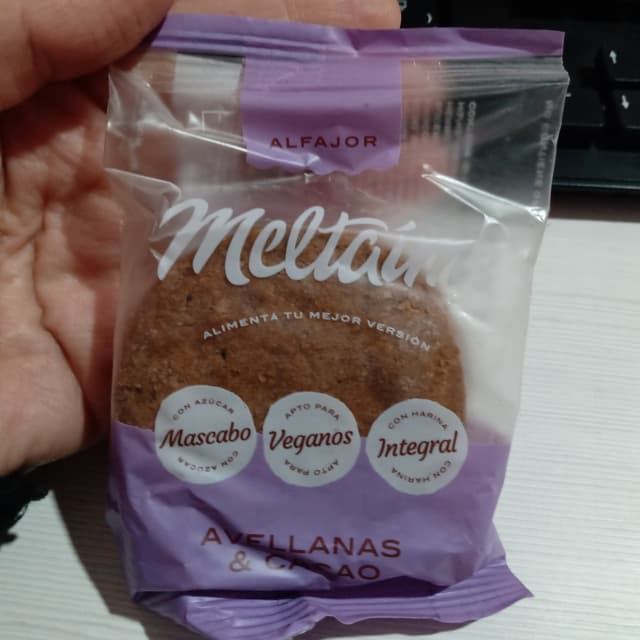 ALFAJOR
ALIMENTA TU MEJOR VERSIÓN
CON AZÚCAR
Mascabo
CON AZÚCAR
APTO PARA
Veganos
APTO PARA
CON HARINA
Integral
CON HARINA
AVELLANAS
& CACAO